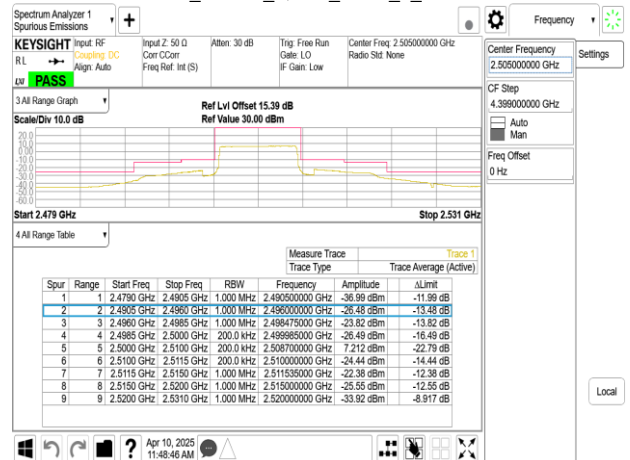 Spectrum Analyzer 1
Spurious Emissions
Frequency
KEYSIGHT Input: RF Input Z: 50 Ω Atten: 30 dB Trig: Free Run Center Freq: 2.505000000 GHz
RL Coupling: DC Corr CCorr Gate: LO Radio Std: None
Align: Auto Freq Ref: Int (S) IF Gain: Low
LXI PASS
Center Frequency
2.505000000 GHz
Settings
CF Step
4.399000000 GHz
Auto
Man
Freq Offset
0 Hz
3 All Range Graph
Ref Lvl Offset 15.39 dB
Scale/Div 10.0 dB Ref Value 30.00 dBm
20.0
10.0
0.00
-10.0
-20.0
-30.0
-40.0
-50.0
-60.0
Start 2.479 GHz Stop 2.531 GHz
4 All Range Table
Measure Trace Trace 1
Trace Type Trace Average (Active)
Spur Range Start Freq Stop Freq RBW Frequency Amplitude ΔLimit
1 1 2.4790 GHz 2.4905 GHz 1.000 MHz 2.490500000 GHz -36.99 dBm -11.99 dB
2 2 2.4905 GHz 2.4960 GHz 1.000 MHz 2.496000000 GHz -26.48 dBm -13.48 dB
3 3 2.4960 GHz 2.4985 GHz 1.000 MHz 2.498475000 GHz -23.82 dBm -13.82 dB
4 4 2.4985 GHz 2.5000 GHz 200.0 kHz 2.499985000 GHz -26.49 dBm -16.49 dB
5 5 2.5000 GHz 2.5100 GHz 200.0 kHz 2.508700000 GHz 7.212 dBm -22.79 dB
6 6 2.5100 GHz 2.5115 GHz 200.0 kHz 2.510000000 GHz -24.44 dBm -14.44 dB
7 7 2.5115 GHz 2.5150 GHz 1.000 MHz 2.511535000 GHz -22.38 dBm -12.38 dB
8 8 2.5150 GHz 2.5200 GHz 1.000 MHz 2.515000000 GHz -25.55 dBm -12.55 dB
9 9 2.5200 GHz 2.5310 GHz 1.000 MHz 2.520000000 GHz -33.92 dBm -8.917 dB
Local
Apr 10, 2025
11:48:46 AM